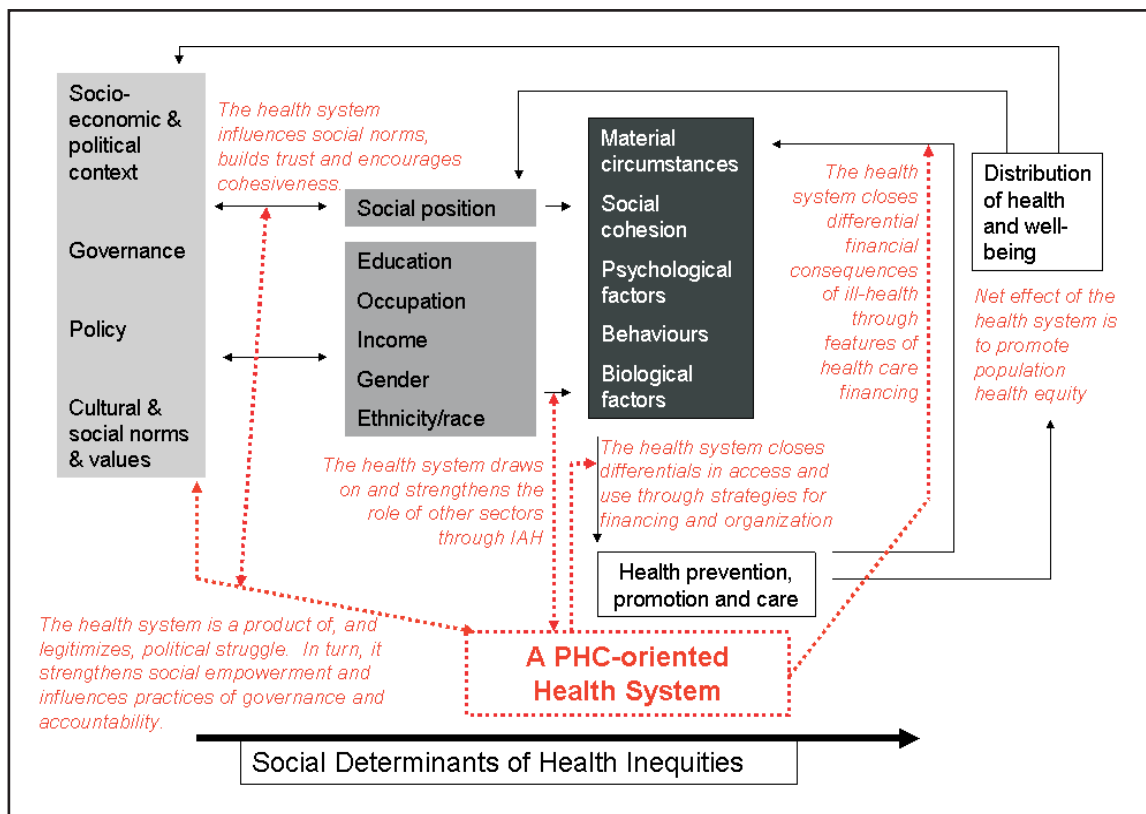 Socio-
economic &
political
context
Governance
Policy
Cultural &
social norms
& values
The health system
influences social norms,
builds trust and encourages
cohesiveness.
Social position
Education
Occupation
Income
Gender
Ethnicity/race
Material
circumstances
Social
cohesion
Psychological
factors
Behaviours
Biological
factors
The health
system closes
differential
financial
consequences
of ill-health
through
features of
health care
financing
Distribution
of health
and well-
being
Net effect of the
health system is
to promote
population
health equity
The health system draws
on and strengthens the
role of other sectors
through IAH
The health system closes
differentials in access and
use through strategies for
financing and organization
Health prevention,
promotion and care
The health system is a product of, and
legitimizes, political struggle. In turn, it
strengthens social empowerment and
influences practices of governance and
accountability.
A PHC-oriented
Health System
Social Determinants of Health Inequities